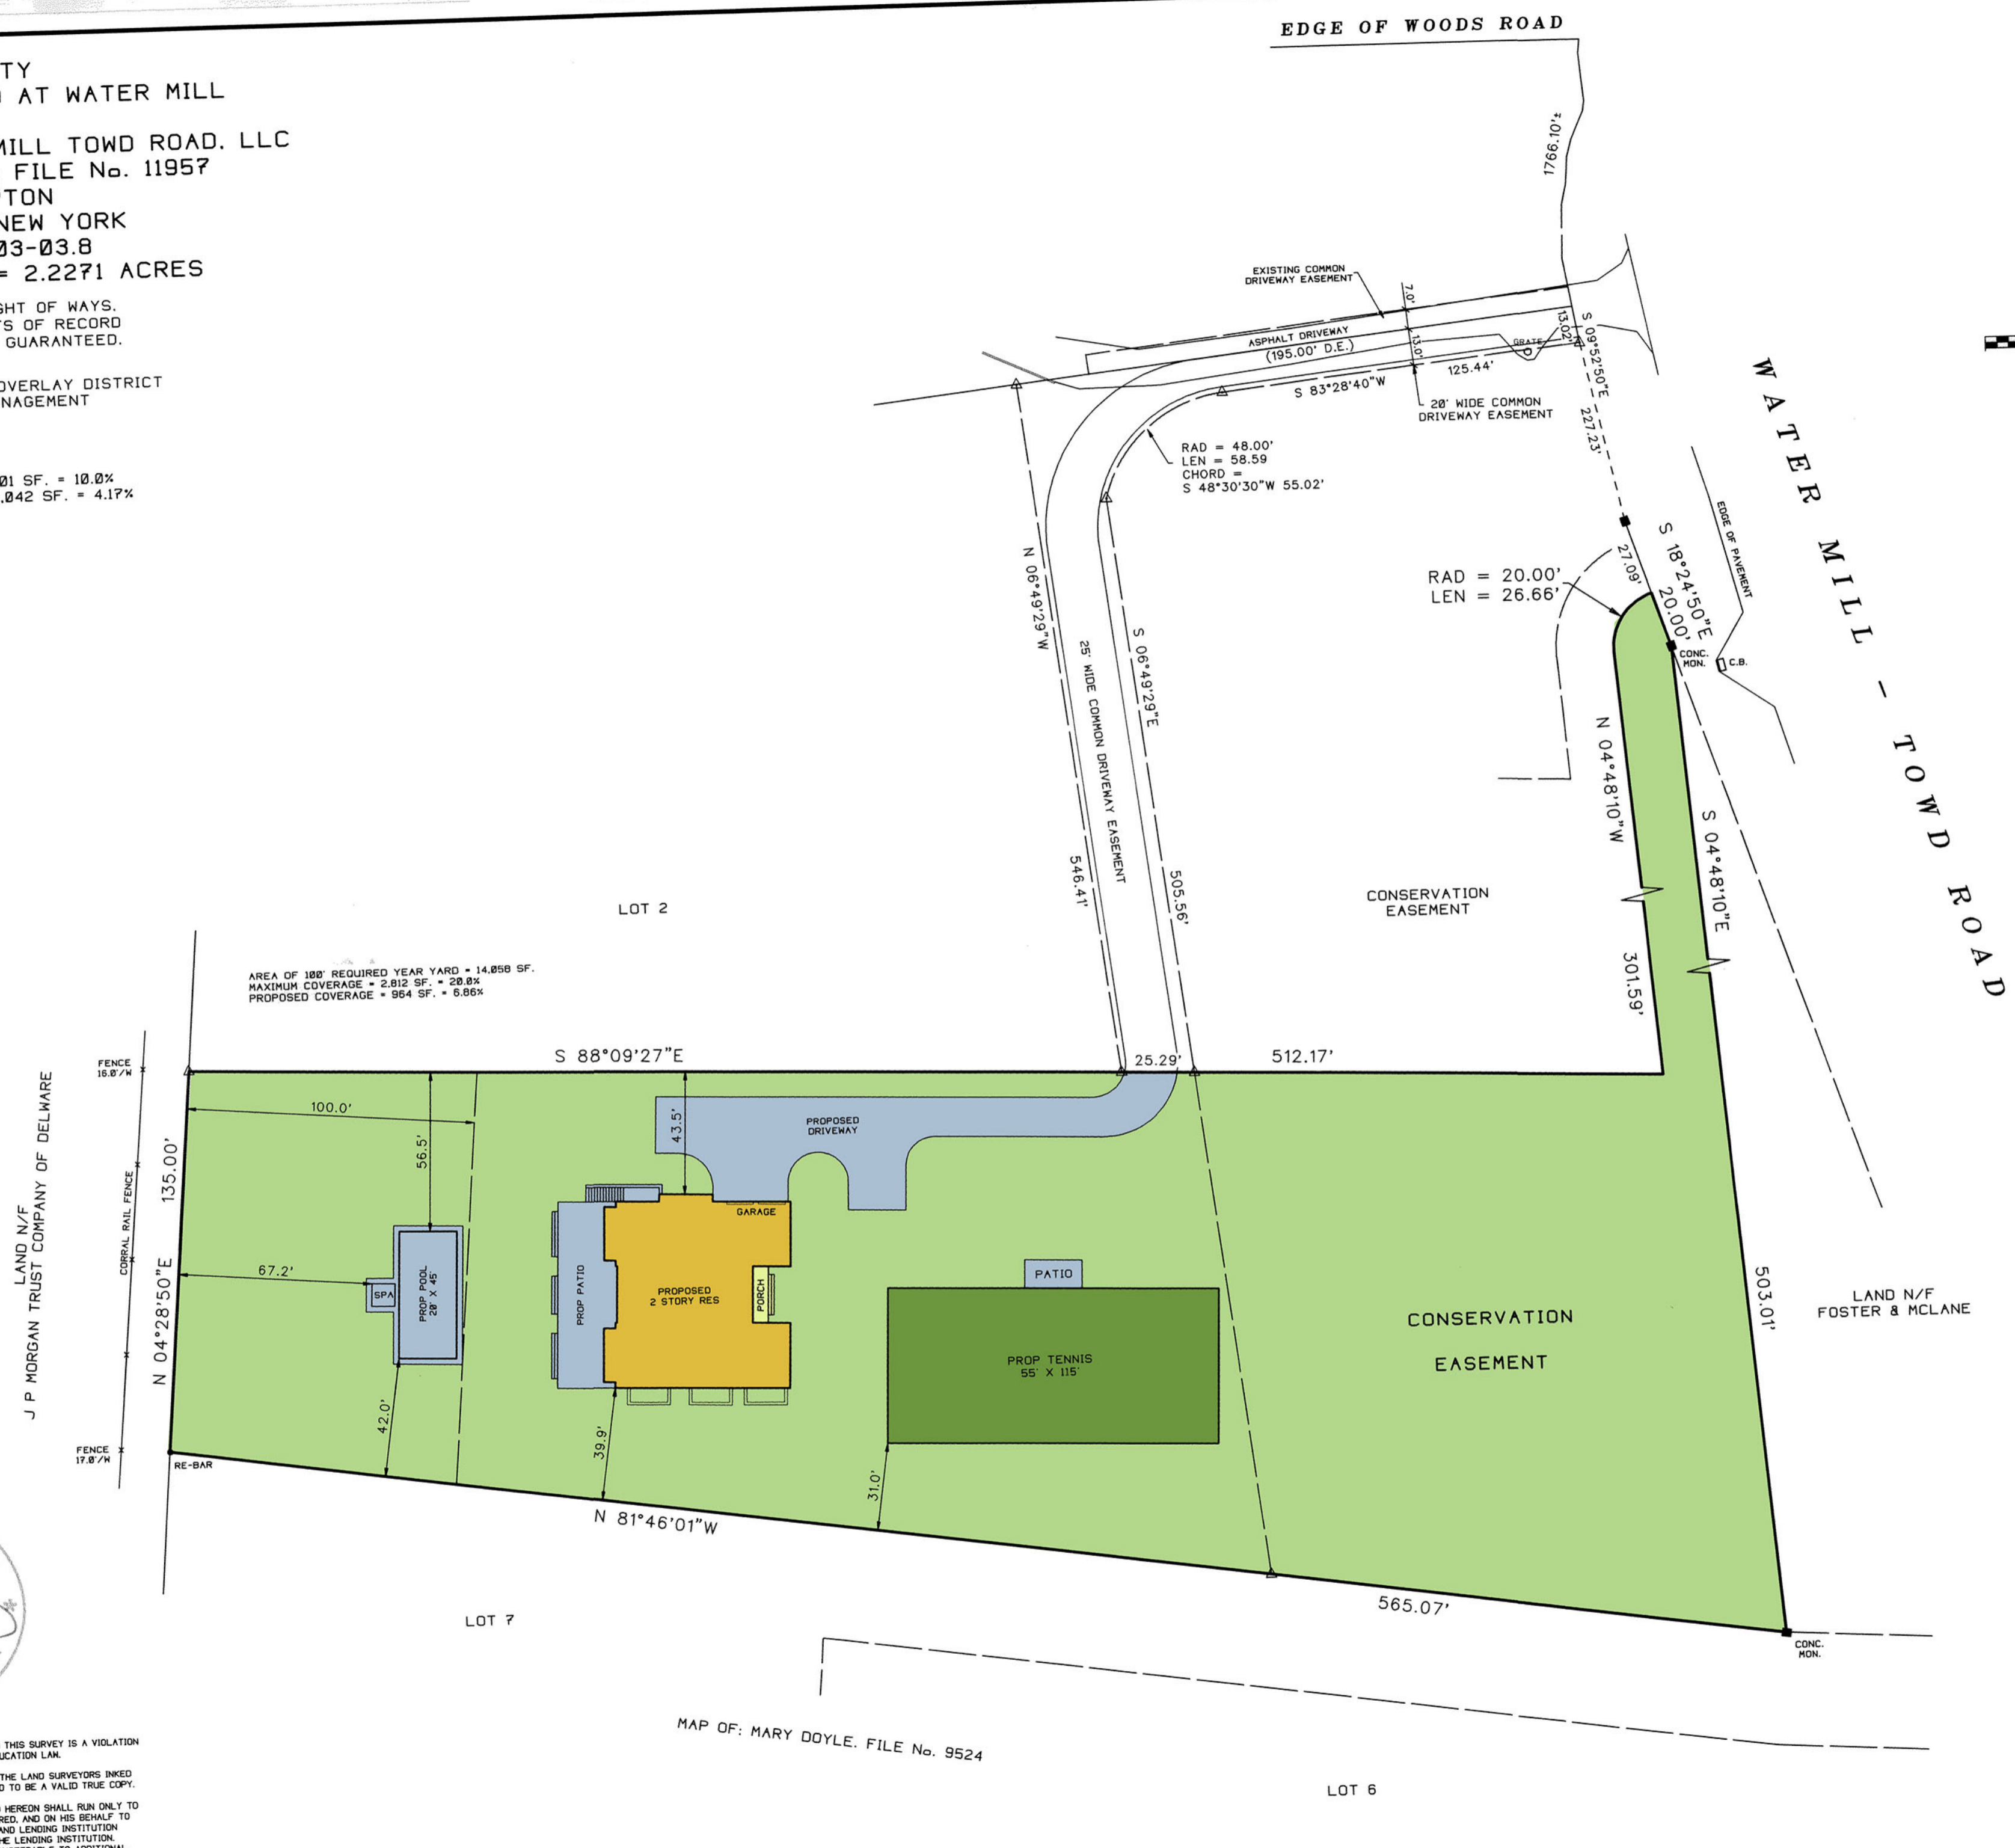 TY
AT WATER MILL
MILL TOWD ROAD, LLC
FILE No. 11957
PTON
NEW YORK
03-03.8
= 2.2271 ACRES
GHT OF WAYS,
TS OF RECORD
GUARANTEED.
OVERLAY DISTRICT
NAGEMENT
01 SF. = 10.0%
,042 SF. = 4.17%
EDGE OF WOODS ROAD
1766.10'±
EXISTING COMMON
DRIVEWAY EASEMENT
7.0'
ASPHALT DRIVEWAY
(195.00' D.E.)
13.0'
GRATE
13.02'
S 09°52'50"E
227.23'
125.44'
S 83°28'40"W
20' WIDE COMMON
DRIVEWAY EASEMENT
RAD = 48.00'
LEN = 58.59
CHORD =
S 48°30'30"W 55.02'
WATER MILL - TOWD ROAD
EDGE OF PAVEMENT
S 18°24'50"E
27.09'
20.00'
RAD = 20.00'
LEN = 26.66'
CONC.
MON.
C.B.
N 06°49'29"W
546.41'
25' WIDE COMMON DRIVEWAY EASEMENT
S 06°49'29"E
505.56'
N 04°48'10"W
301.59'
S 04°48'10"E
503.01'
CONSERVATION
EASEMENT
LOT 2
AREA OF 100' REQUIRED YEAR YARD = 14,058 SF.
MAXIMUM COVERAGE = 2,812 SF. = 20.0%
PROPOSED COVERAGE = 964 SF. = 6.86%
S 88°09'27"E
25.29'
512.17'
FENCE
16.0'/W
LAND N/F
J P MORGAN TRUST COMPANY OF DELWARE
CORRAL RAIL FENCE
N 04°28'50"E
135.00'
100.0'
56.5'
43.5'
PROPOSED
DRIVEWAY
67.2'
SPA
PROP POOL
20' X 45'
PROP PATIO
GARAGE
PROPOSED
2 STORY RES
PORCH
PATIO
PROP TENNIS
55' X 115'
CONSERVATION
EASEMENT
LAND N/F
FOSTER & MCLANE
42.0'
39.9'
31.0'
FENCE
17.0'/W
RE-BAR
N 81°46'01"W
565.07'
CONC.
MON.
LOT 7
MAP OF: MARY DOYLE, FILE No. 9524
LOT 6
THIS SURVEY IS A VIOLATION
UCATION LAW.
THE LAND SURVEYORS INKED
D TO BE A VALID TRUE COPY.
HEREON SHALL RUN ONLY TO
RED, AND ON HIS BEHALF TO
AND LENDING INSTITUTION
HE LENDING INSTITUTION.